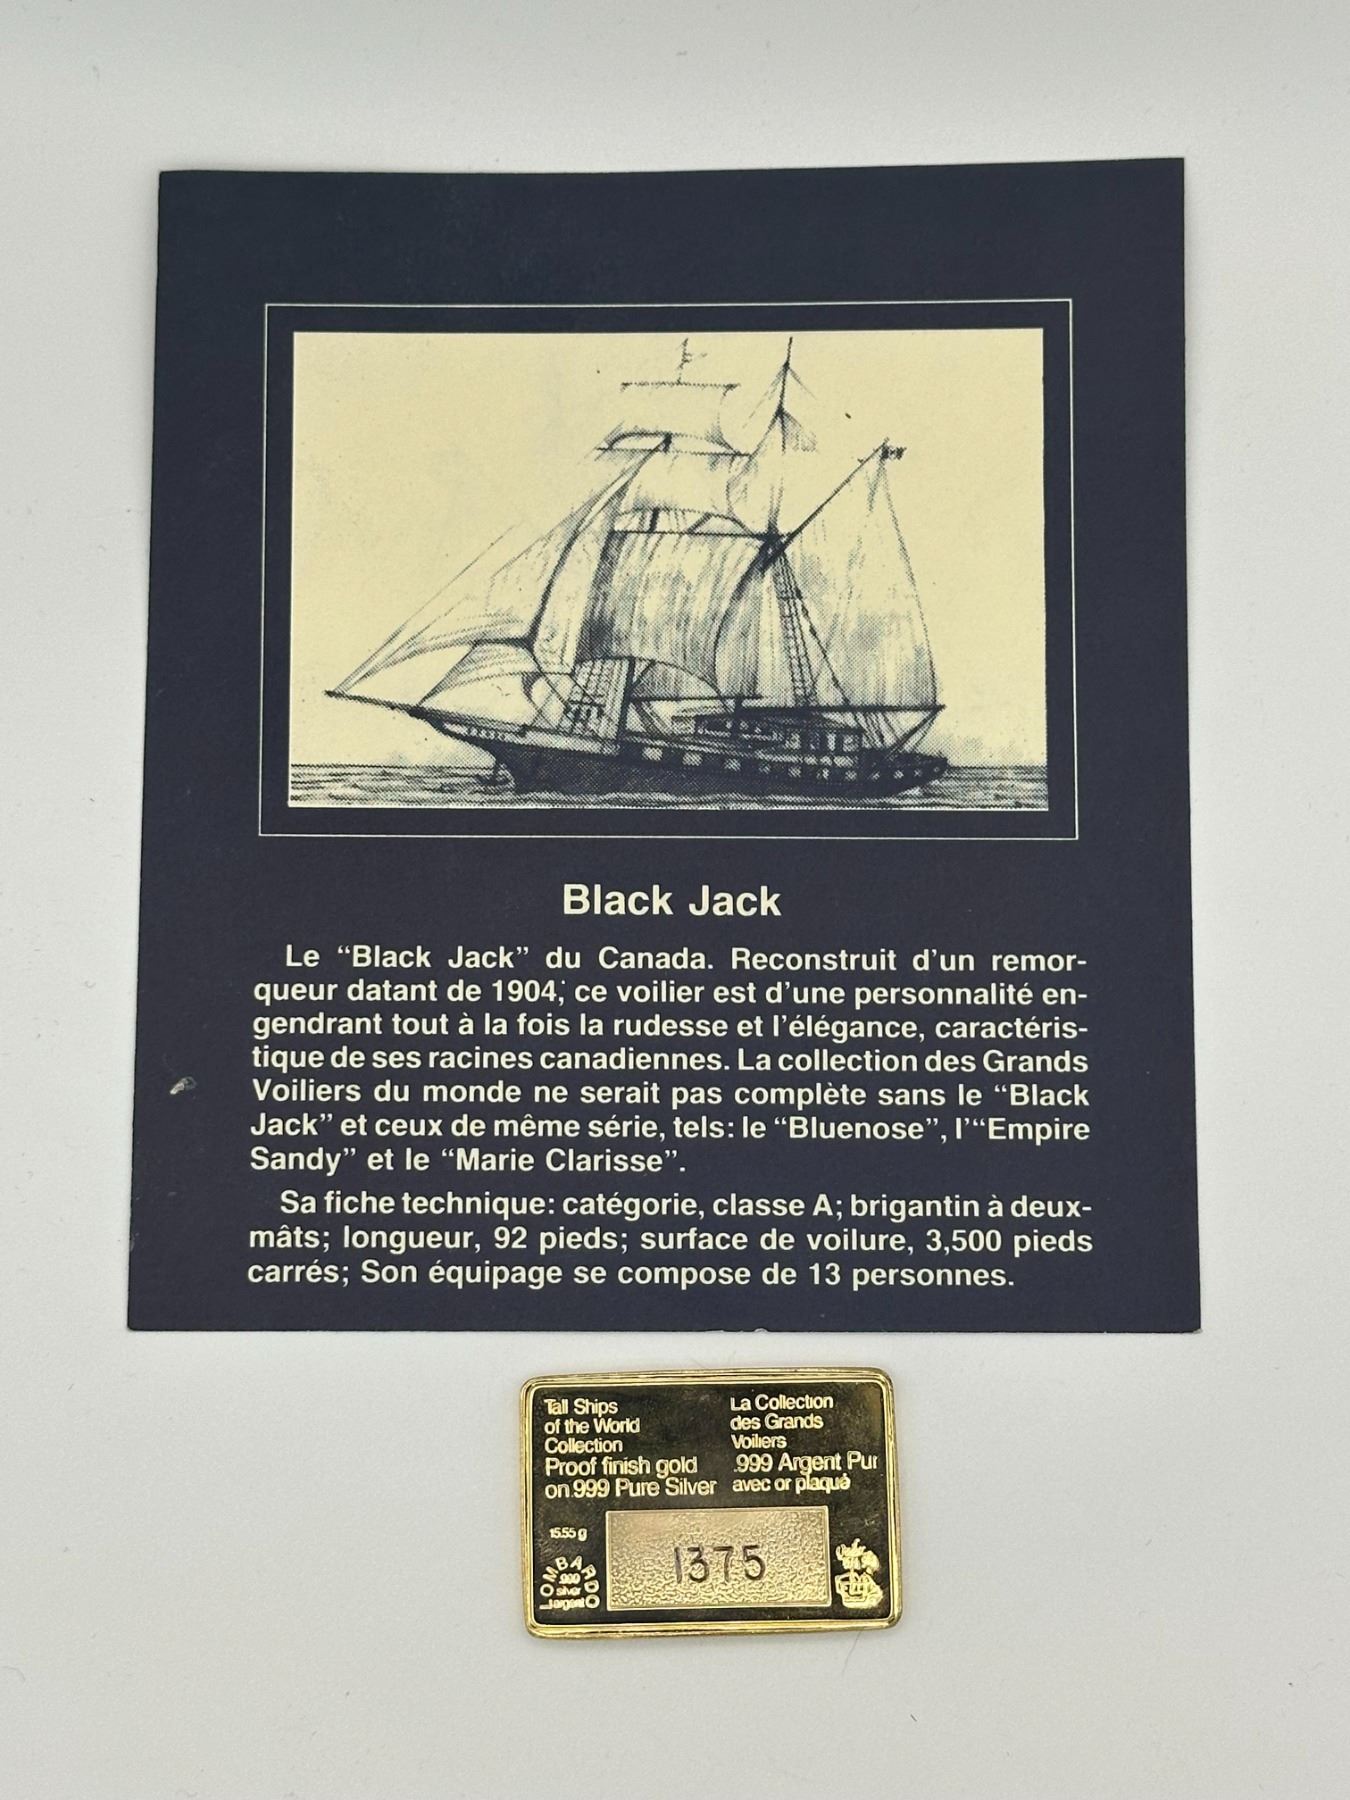 Black Jack
Le “Black Jack” du Canada. Reconstruit d’un remor-
queur datant de 1904, ce voilier est d’une personnalité en-
gendrant tout à la fois la rudesse et l’élégance, caractéris-
tique de ses racines canadiennes. La collection des Grands
Voiliers du monde ne serait pas complète sans le “Black
Jack” et ceux de même série, tels: le “Bluenose”, l’“Empire
Sandy” et le “Marie Clarisse”.
Sa fiche technique: catégorie, classe A; brigantin à deux-
mâts; longueur, 92 pieds; surface de voilure, 3,500 pieds
carrés; Son équipage se compose de 13 personnes.
Tall Ships
of the World
Collection
Proof finish gold
on .999 Pure Silver
La Collection
des Grands
Voiliers
.999 Argent Pur
avec or plaqué
15.55 g
LOMBARDO
.999
silver
argent
1375